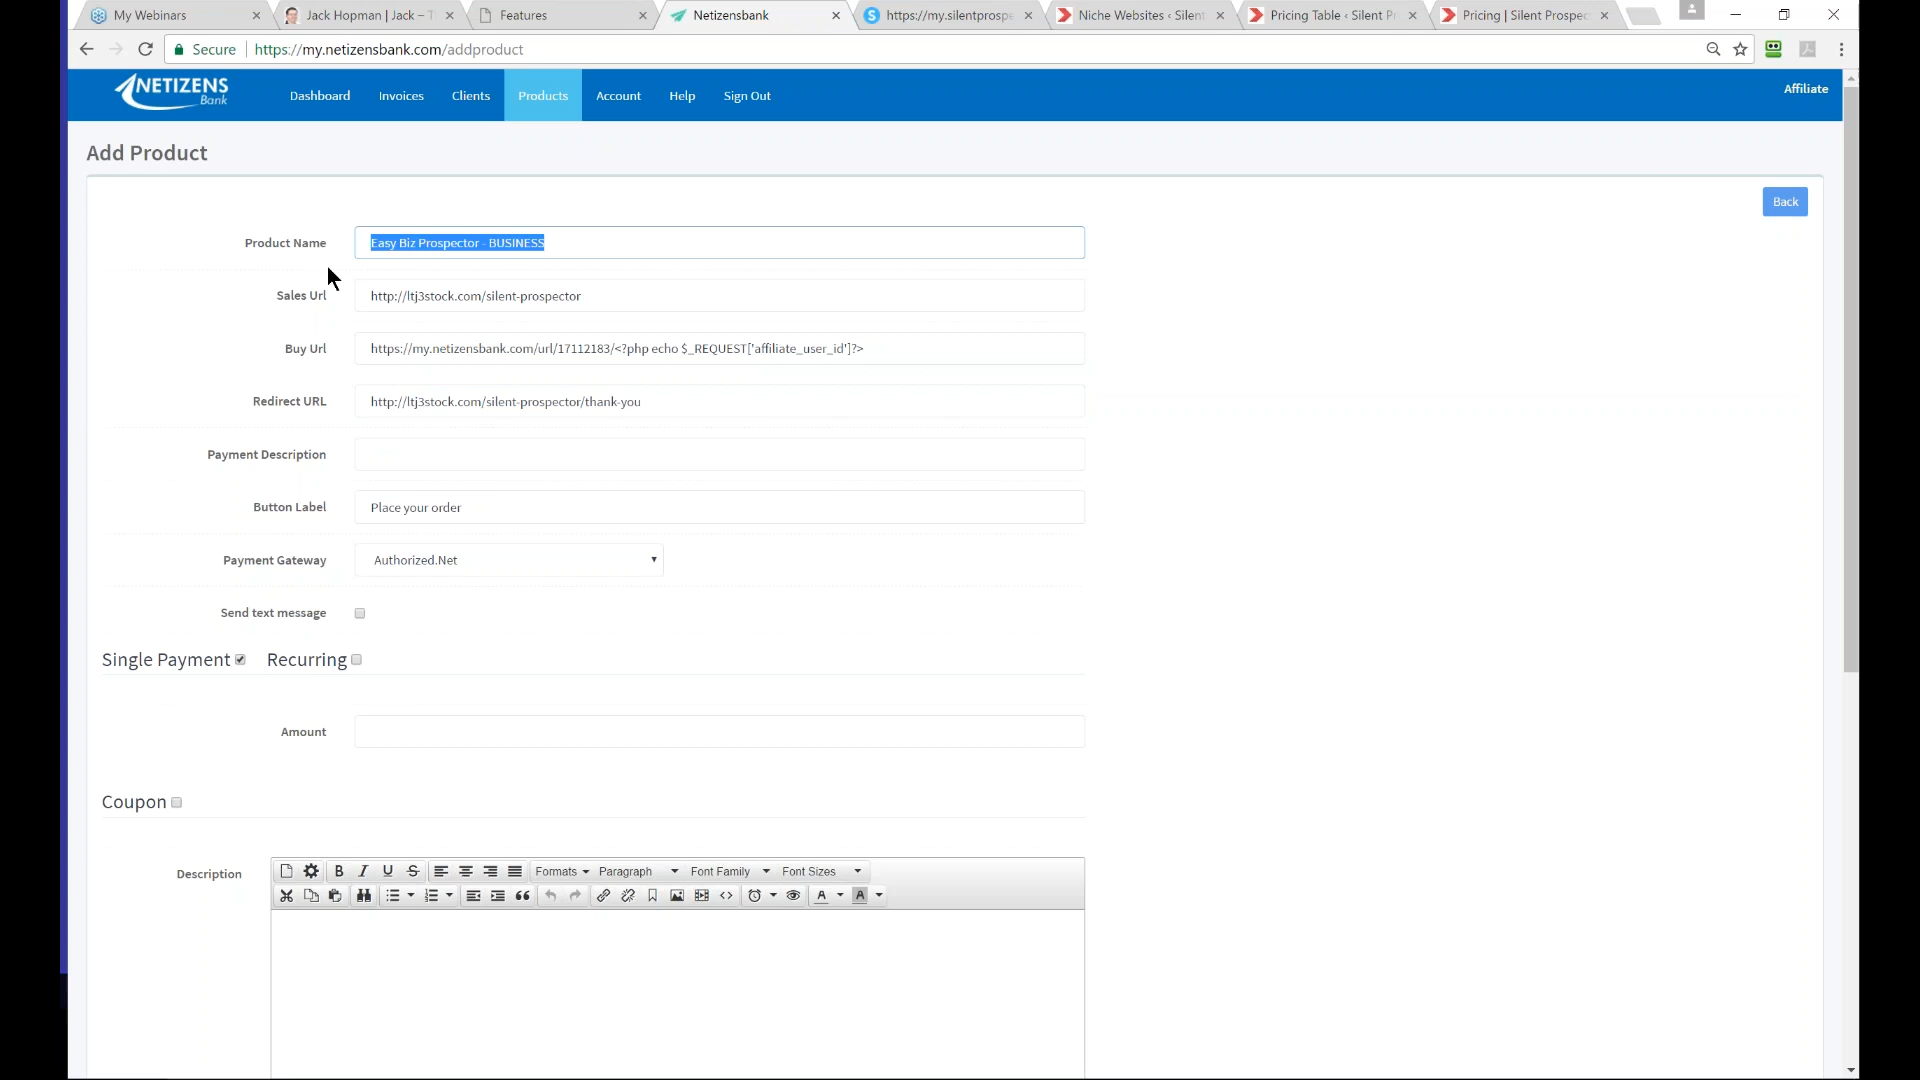 My Webinars
Jack Hopman | Jack – T
Features
Netizensbank
https://my.silentprospe
Niche Websites ‹ Silent
Pricing Table ‹ Silent Pr
Pricing | Silent Prospec
Secure
https://my.netizensbank.com/addproduct
NETIZENS
Bank
Dashboard
Invoices
Clients
Products
Account
Help
Sign Out
Affiliate
Add Product
Back
Product Name
Easy Biz Prospector - BUSINESS
Sales Url
http://ltj3stock.com/silent-prospector
Buy Url
https://my.netizensbank.com/url/17112183/<?php echo $_REQUEST['affiliate_user_id']?>
Redirect URL
http://ltj3stock.com/silent-prospector/thank-you
Payment Description
Button Label
Place your order
Payment Gateway
Authorized.Net
Send text message
Single Payment
Recurring
Amount
Coupon
Description
Formats
Paragraph
Font Family
Font Sizes